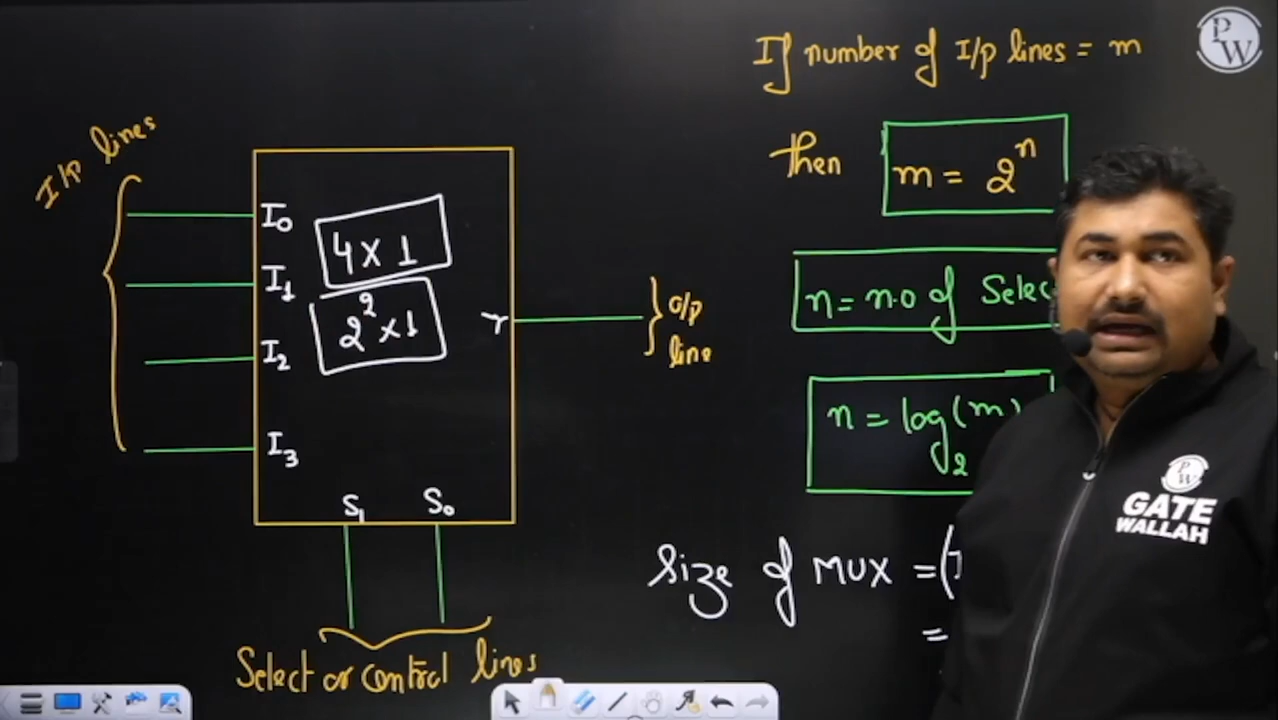 If number of I/p lines = m
PW
I/P lines
then m = 2^n
I0
4 × 1
I1
2^2 × 1
n = n.o of Selec
Y
o/p
line
I2
n = log2(m)
I3
S1 S0
PW
GATE
WALLAH
Size of MUX = (I
=
Select or control lines